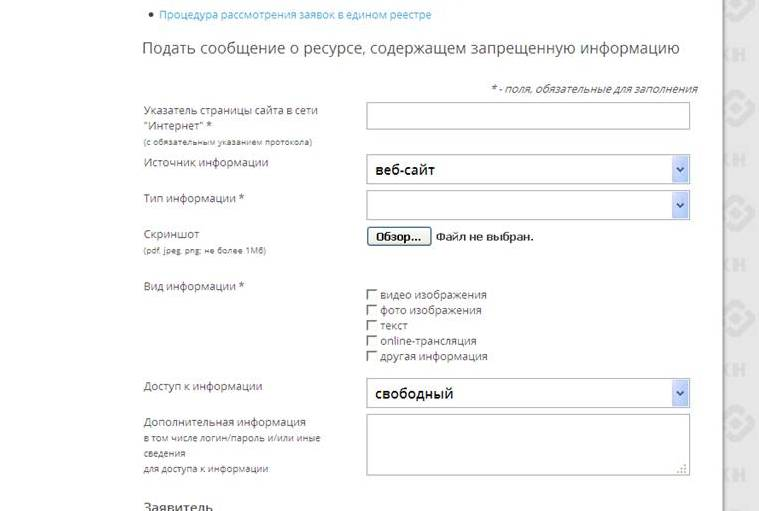 Процедура рассмотрения заявок в едином реестре
Подать сообщение о ресурсе, содержащем запрещенную информацию
* - поля, обязательные для заполнения
Указатель страницы сайта в сети
"Интернет" *
(с обязательным указанием протокола)
Источник информации
веб-сайт
Тип информации *
Скриншот
(pdf, jpeg, png; не более 1Мб)
Обзор... Файл не выбран.
Вид информации *
видео изображения
фото изображения
текст
online-трансляция
другая информация
Доступ к информации
свободный
Дополнительная информация
в том числе логин/пароль и/или иные
сведения
для доступа к информации
Заявитель